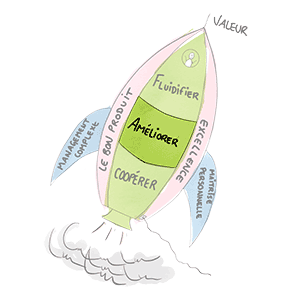 VALEUR
Fluidifier
AMÉLIORER
COOPÉRER
LE BON PRODUIT
EXCELLENCE
MANAGEMENT
COMPLEXE
MAÎTRISE
PERSONNELLE